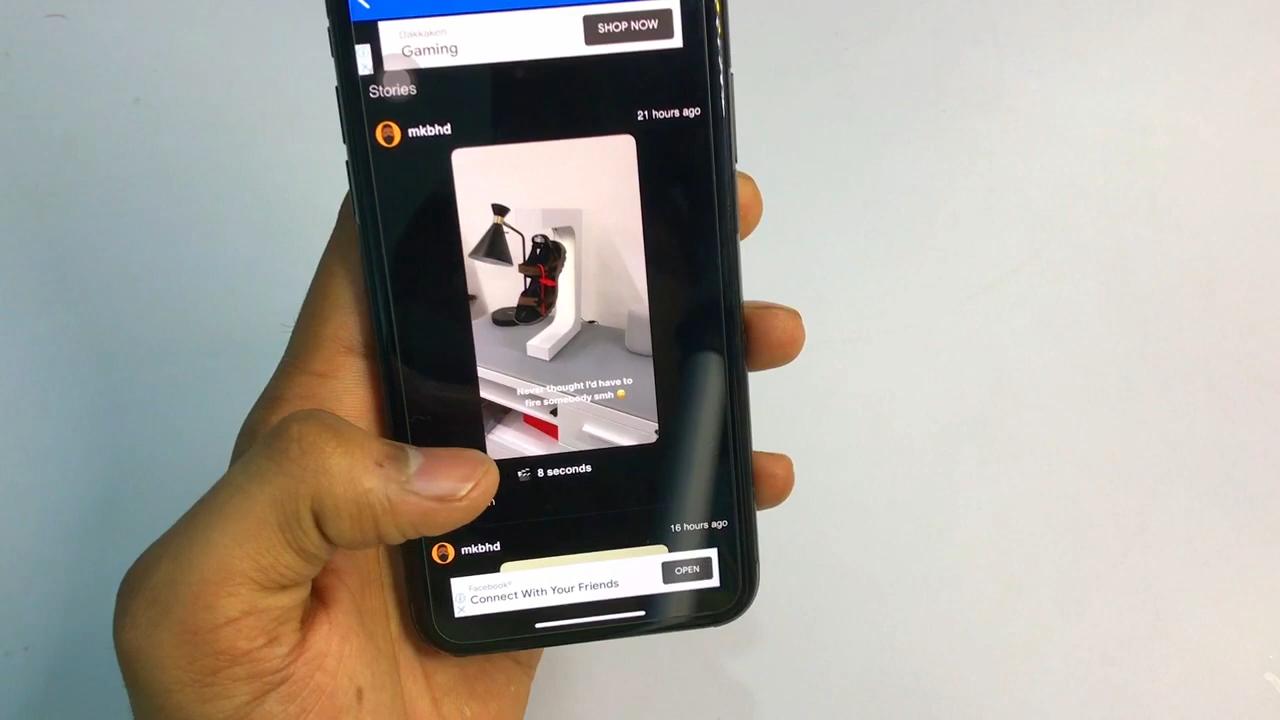 Dakkaken
Gaming
SHOP NOW
Stories
21 hours ago
mkbhd
Never thought I'd have to
fire somebody smh 😞
8 seconds
16 hours ago
mkbhd
Facebook®
Connect With Your Friends
OPEN